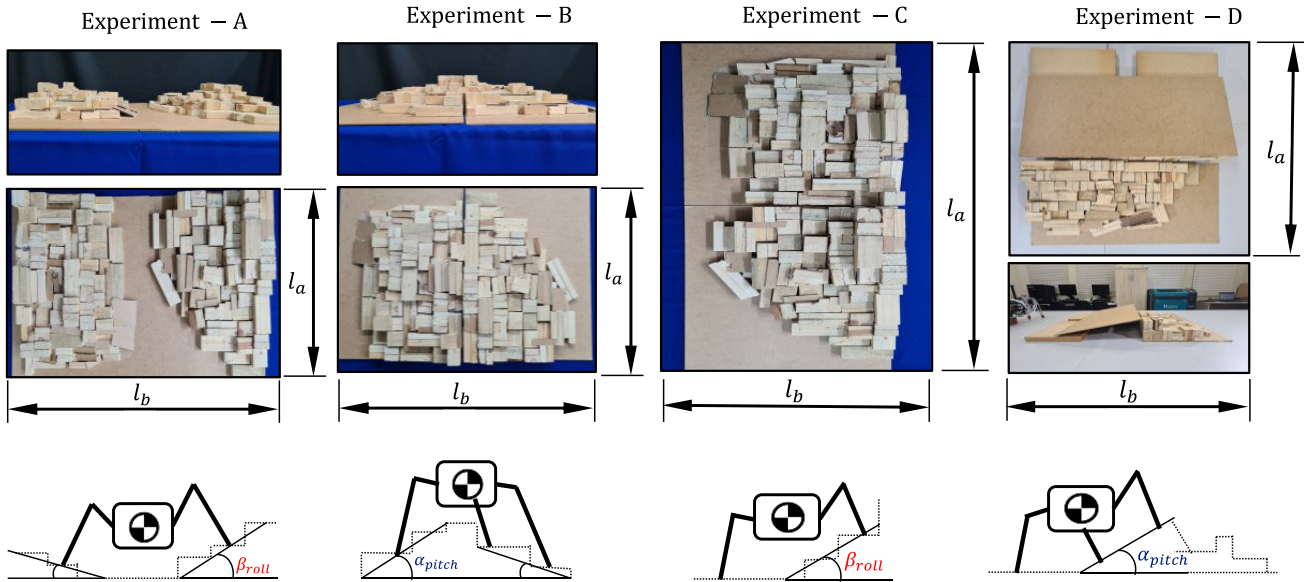 Experiment − A
Experiment − B
Experiment − C
Experiment − D
l_a
l_b
l_a
l_b
l_a
l_b
l_a
l_b
β_roll
α_pitch
β_roll
α_pitch